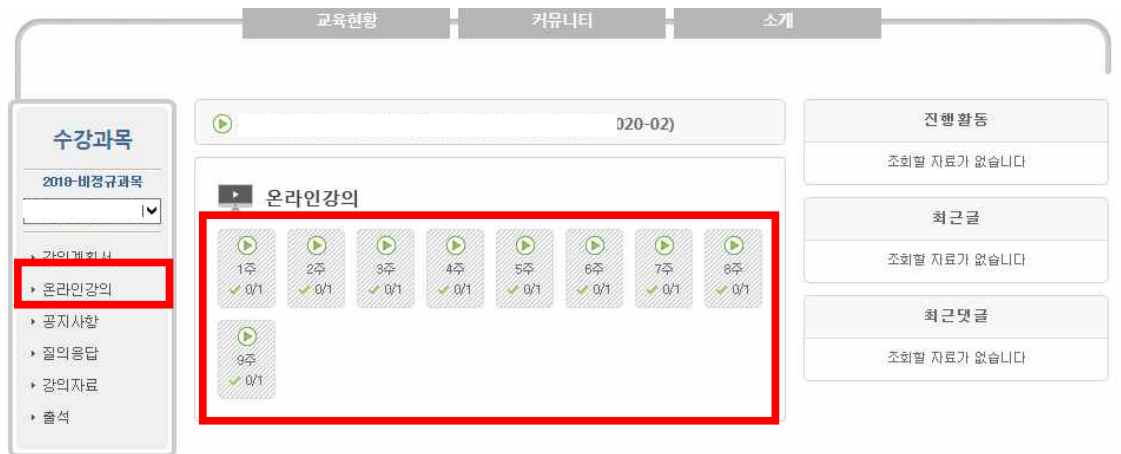 교육현황 커뮤니티 소개
수강과목
2018-비정규과목
강의계획서
온라인강의
공지사항
질의응답
강의자료
출석
020-02)
온라인강의
1주 2주 3주 4주 5주 6주 7주 8주
0/1 0/1 0/1 0/1 0/1 0/1 0/1 0/1
9주
0/1
진행활동
조회할 자료가 없습니다
최근글
조회할 자료가 없습니다
최근댓글
조회할 자료가 없습니다